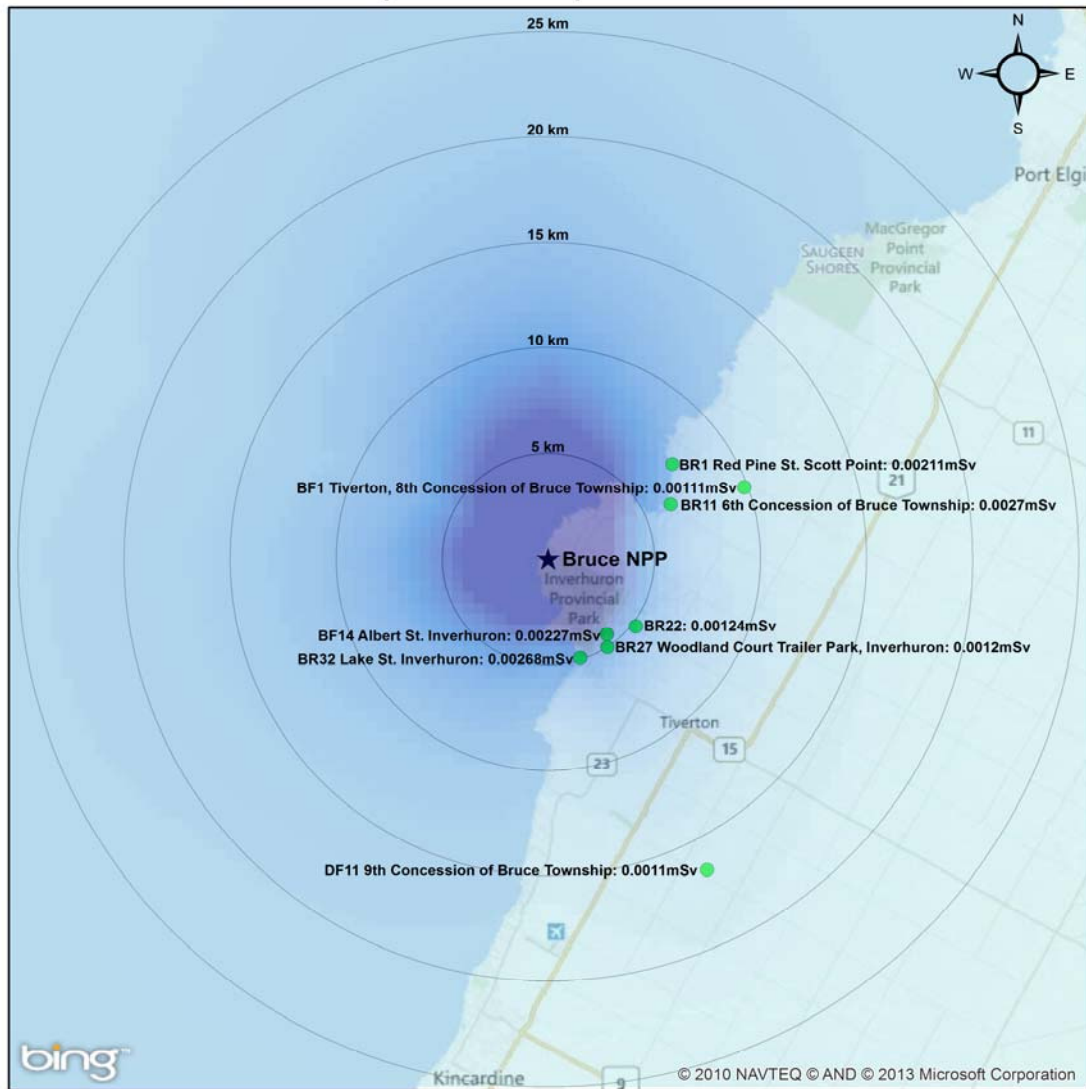 25 km
N
W
E
S
20 km
Port Elgi
15 km
MacGregor
Point
Provincial
Park
SAUGEEN
SHORES
10 km
11
5 km
BR1 Red Pine St. Scott Point: 0.00211mSv
21
BF1 Tiverton, 8th Concession of Bruce Township: 0.00111mSv
BR11 6th Concession of Bruce Township: 0.0027mSv
Bruce NPP
Inverhuron
Provincial
Park
BR22: 0.00124mSv
BF14 Albert St. Inverhuron: 0.00227mSv
BR27 Woodland Court Trailer Park, Inverhuron: 0.0012mSv
BR32 Lake St. Inverhuron: 0.00268mSv
Tiverton
15
23
DF11 9th Concession of Bruce Township: 0.0011mSv
bing™
Kincardine
9
© 2010 NAVTEQ © AND © 2013 Microsoft Corporation